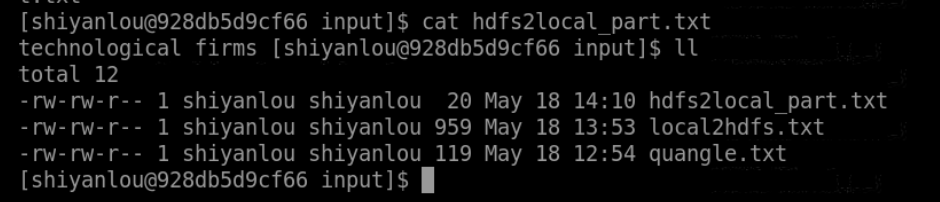 t.txt
[shiyanlou@928db5d9cf66 input]$ cat hdfs2local_part.txt
technological firms [shiyanlou@928db5d9cf66 input]$ ll
total 12
-rw-rw-r-- 1 shiyanlou shiyanlou  20 May 18 14:10 hdfs2local_part.txt
-rw-rw-r-- 1 shiyanlou shiyanlou 959 May 18 13:53 local2hdfs.txt
-rw-rw-r-- 1 shiyanlou shiyanlou 119 May 18 12:54 quangle.txt
[shiyanlou@928db5d9cf66 input]$